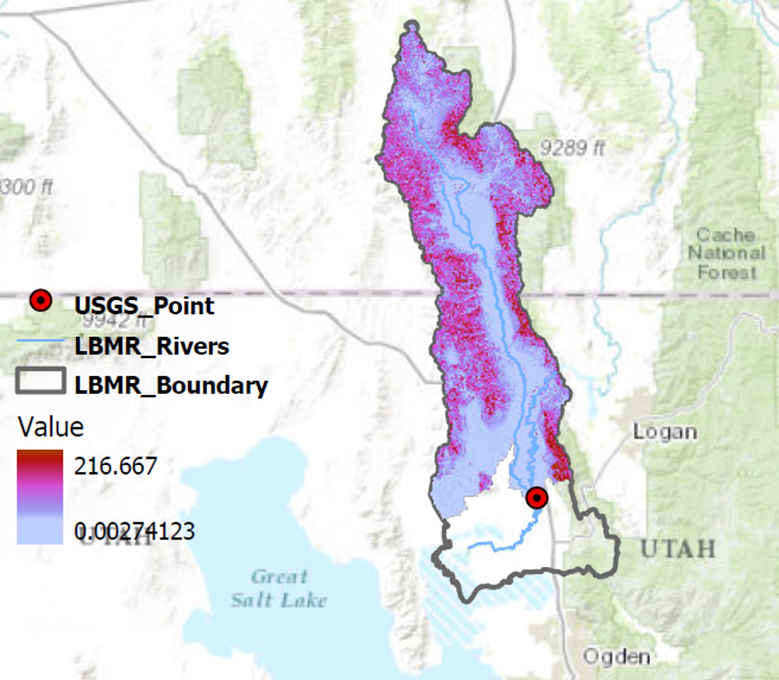 9289 ft
300 ft
Cache
National
Forest
USGS_Point
9942 ft
LBMR_Rivers
LBMR_Boundary
Value
216.667
Logan
0.00274123
UTAH
UTAH
Great
Salt Lake
Ogden